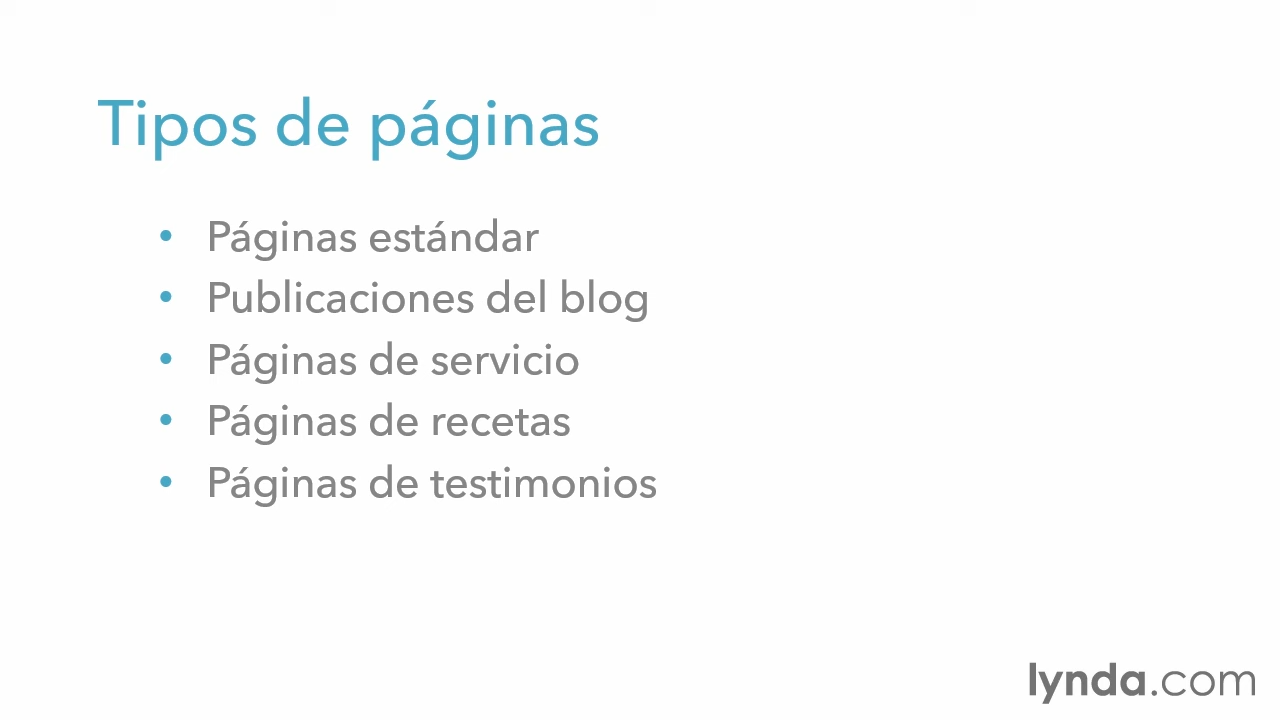 Tipos de páginas
• Páginas estándar
• Publicaciones del blog
• Páginas de servicio
• Páginas de recetas
• Páginas de testimonios
lynda.com